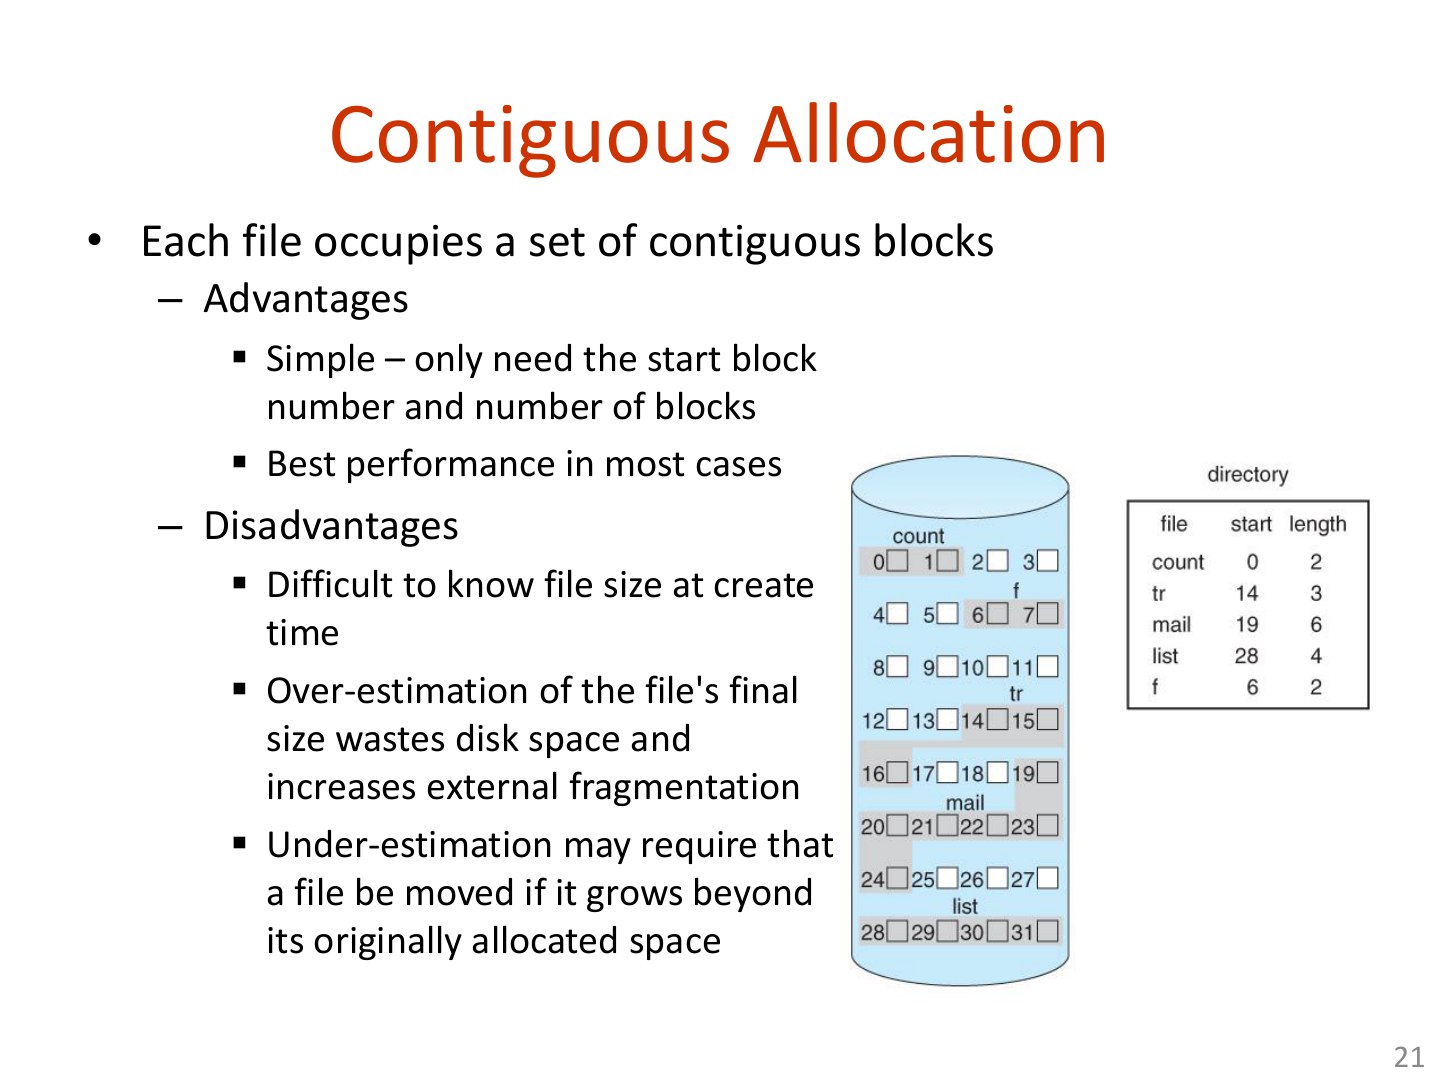 Contiguous Allocation
• Each file occupies a set of contiguous blocks
– Advantages
▪ Simple – only need the start block
number and number of blocks
▪ Best performance in most cases
– Disadvantages
▪ Difficult to know file size at create
time
▪ Over-estimation of the file's final
size wastes disk space and
increases external fragmentation
▪ Under-estimation may require that
a file be moved if it grows beyond
its originally allocated space
count
0 1 2 3
f
4 5 6 7
8 9 10 11
tr
12 13 14 15
16 17 18 19
mail
20 21 22 23
24 25 26 27
list
28 29 30 31
directory
file start length
count 0 2
tr 14 3
mail 19 6
list 28 4
f 6 2
21